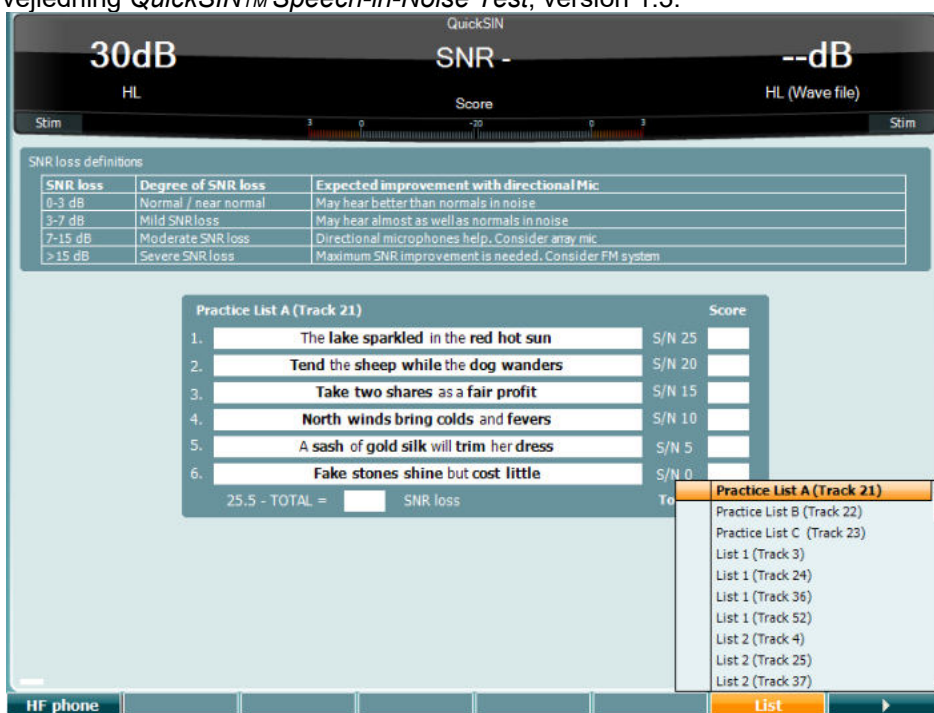 vejledning QuickSIN™ Speech-in-Noise Test, version 1.3.
QuickSIN
30dB SNR - --dB
HL HL (Wave file)
Score
Stim 3 0 -20 0 3 Stim
SNR loss definitions
SNR loss Degree of SNR loss Expected improvement with directional Mic
0-3 dB Normal / near normal May hear better than normals in noise
3-7 dB Mild SNR loss May hear almost as well as normals in noise
7-15 dB Moderate SNR loss Directional microphones help. Consider array mic
>15 dB Severe SNR loss Maximum SNR improvement is needed. Consider FM system
Practice List A (Track 21) Score
1. The lake sparkled in the red hot sun S/N 25
2. Tend the sheep while the dog wanders S/N 20
3. Take two shares as a fair profit S/N 15
4. North winds bring colds and fevers S/N 10
5. A sash of gold silk will trim her dress S/N 5
6. Fake stones shine but cost little S/N 0
25.5 - TOTAL = SNR loss To
Practice List A (Track 21)
Practice List B (Track 22)
Practice List C (Track 23)
List 1 (Track 3)
List 1 (Track 24)
List 1 (Track 36)
List 1 (Track 52)
List 2 (Track 4)
List 2 (Track 25)
List 2 (Track 37)
HF phone List